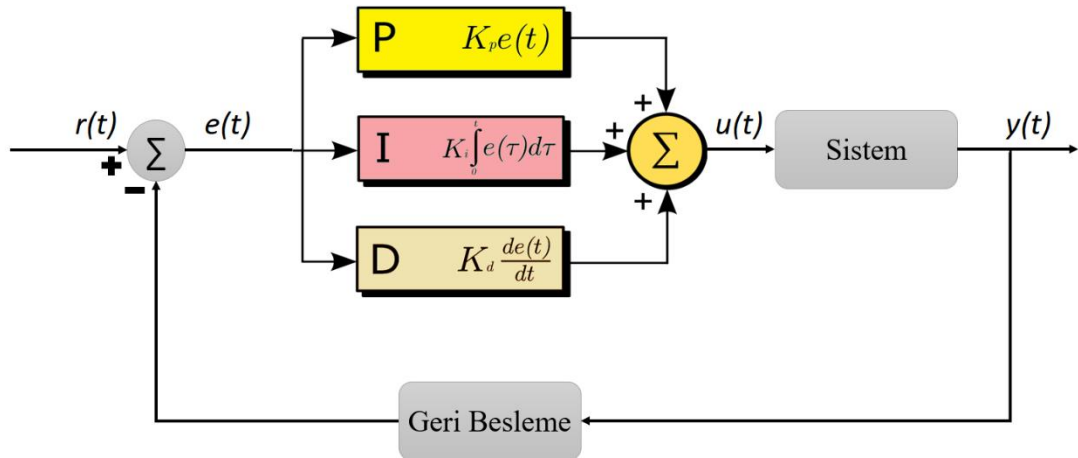 P K_p e(t)
r(t) e(t) I K_i ∫_0^t e(τ)dτ Σ u(t) Sistem y(t)
Σ
+
−
+
+
+
D K_d de(t)/dt
Geri Besleme